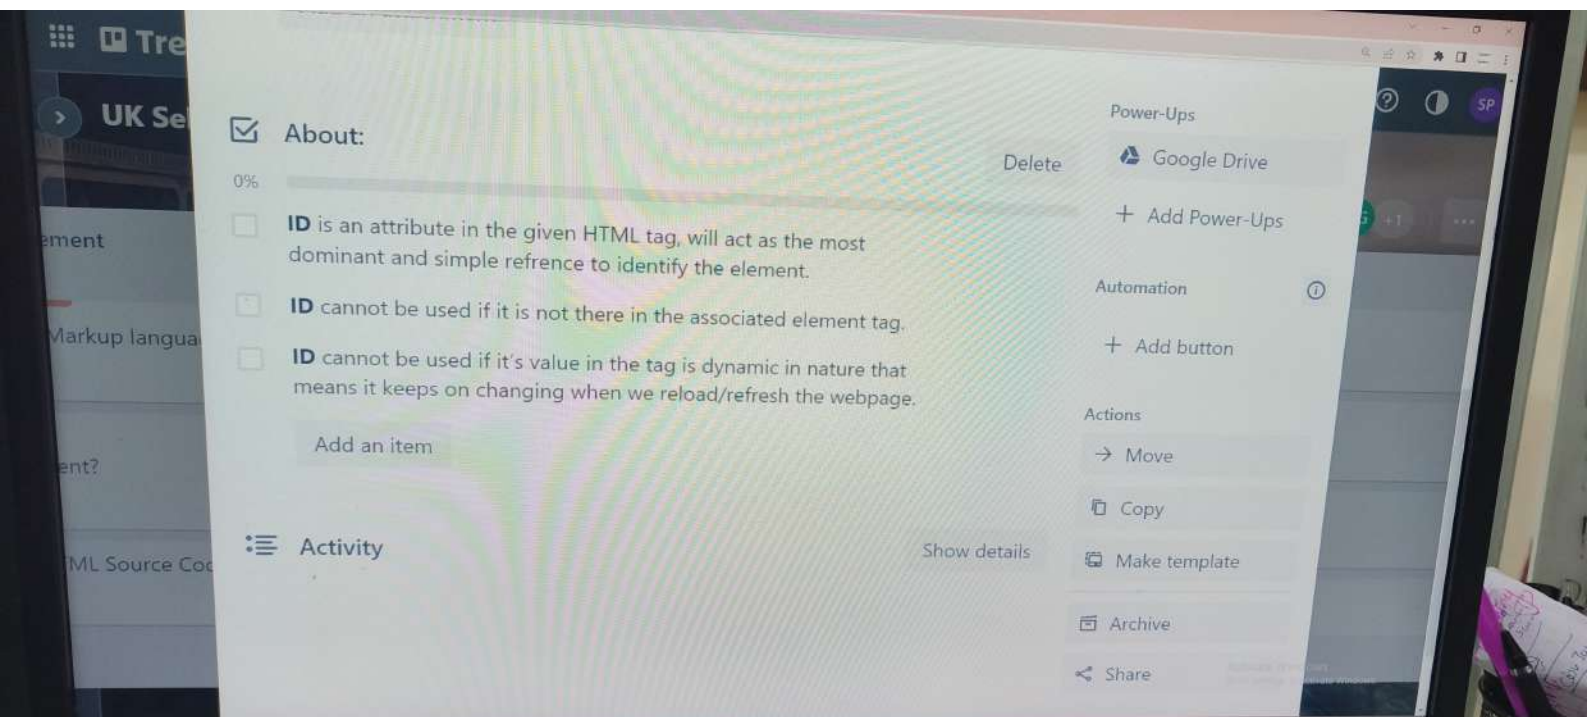 Tre
UK Sel
SP
About:
Delete
0%
ID is an attribute in the given HTML tag, will act as the most
dominant and simple refrence to identify the element.
ID cannot be used if it is not there in the associated element tag.
ID cannot be used if it's value in the tag is dynamic in nature that
means it keeps on changing when we reload/refresh the webpage.
Add an item
Activity
Show details
Power-Ups
Google Drive
+ Add Power-Ups
Automation
+ Add button
Actions
Move
Copy
Make template
Archive
Share
ement
Markup langua
ent?
ML Source Coc
+1